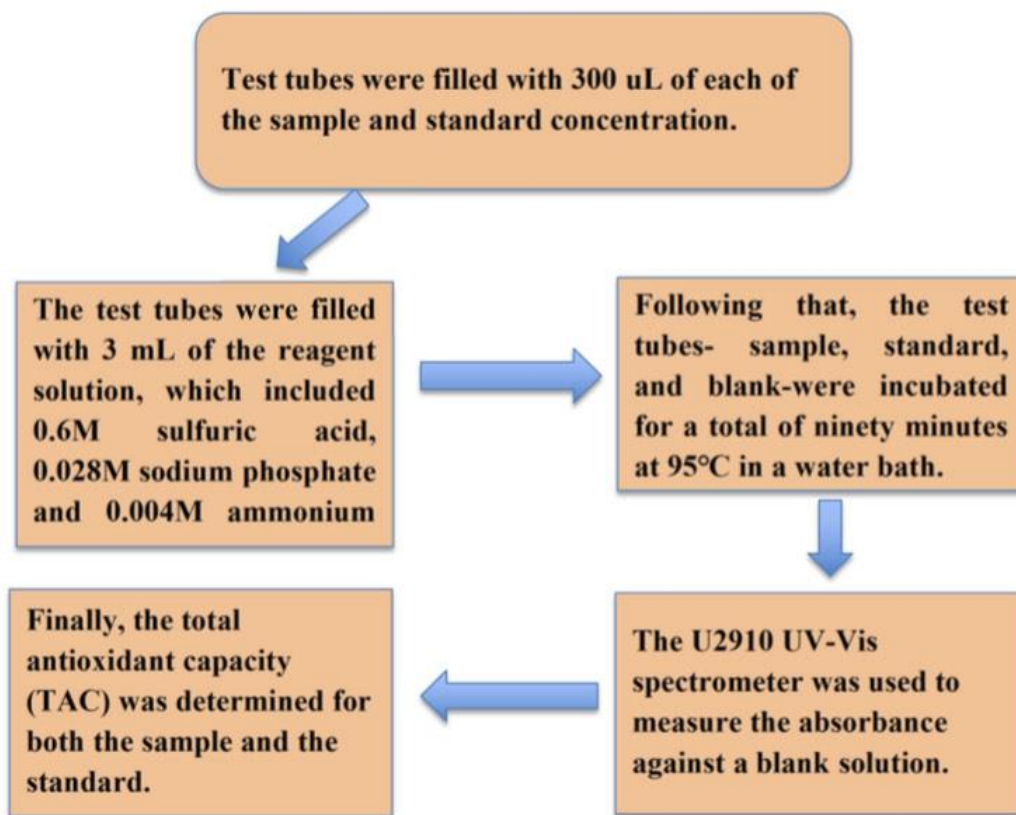 Test tubes were filled with 300 uL of each of
the sample and standard concentration.
The test tubes were filled
with 3 mL of the reagent
solution, which included
0.6M sulfuric acid,
0.028M sodium phosphate
and 0.004M ammonium
Following that, the test
tubes- sample, standard,
and blank-were incubated
for a total of ninety minutes
at 95°C in a water bath.
The U2910 UV-Vis
spectrometer was used to
measure the absorbance
against a blank solution.
Finally, the total
antioxidant capacity
(TAC) was determined for
both the sample and the
standard.